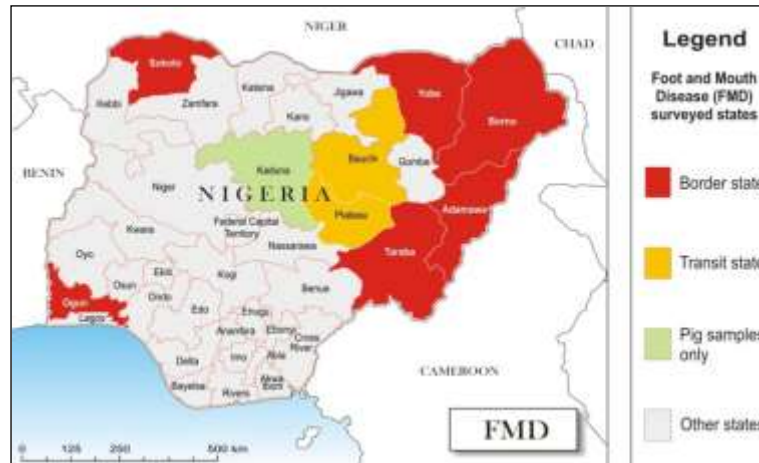 NIGER
CHAD
BENIN
NIGERIA
CAMEROON
Sokoto
Kebbi
Zamfara
Katsina
Kano
Jigawa
Yobe
Borno
Kaduna
Bauchi
Gombe
Adamawa
Niger
Plateau
Federal Capital
Territory
Nassarawa
Taraba
Kwara
Oyo
Osun
Ekiti
Kogi
Benue
Ogun
Lagos
Ondo
Edo
Enugu
Anambra
Ebonyi
Cross
River
Delta
Imo
Abia
Bayelsa
Rivers
FMD
0 125 250 500 km
Legend
Foot and Mouth
Disease (FMD)
surveyed states
Border state
Transit state
Pig samples
only
Other states